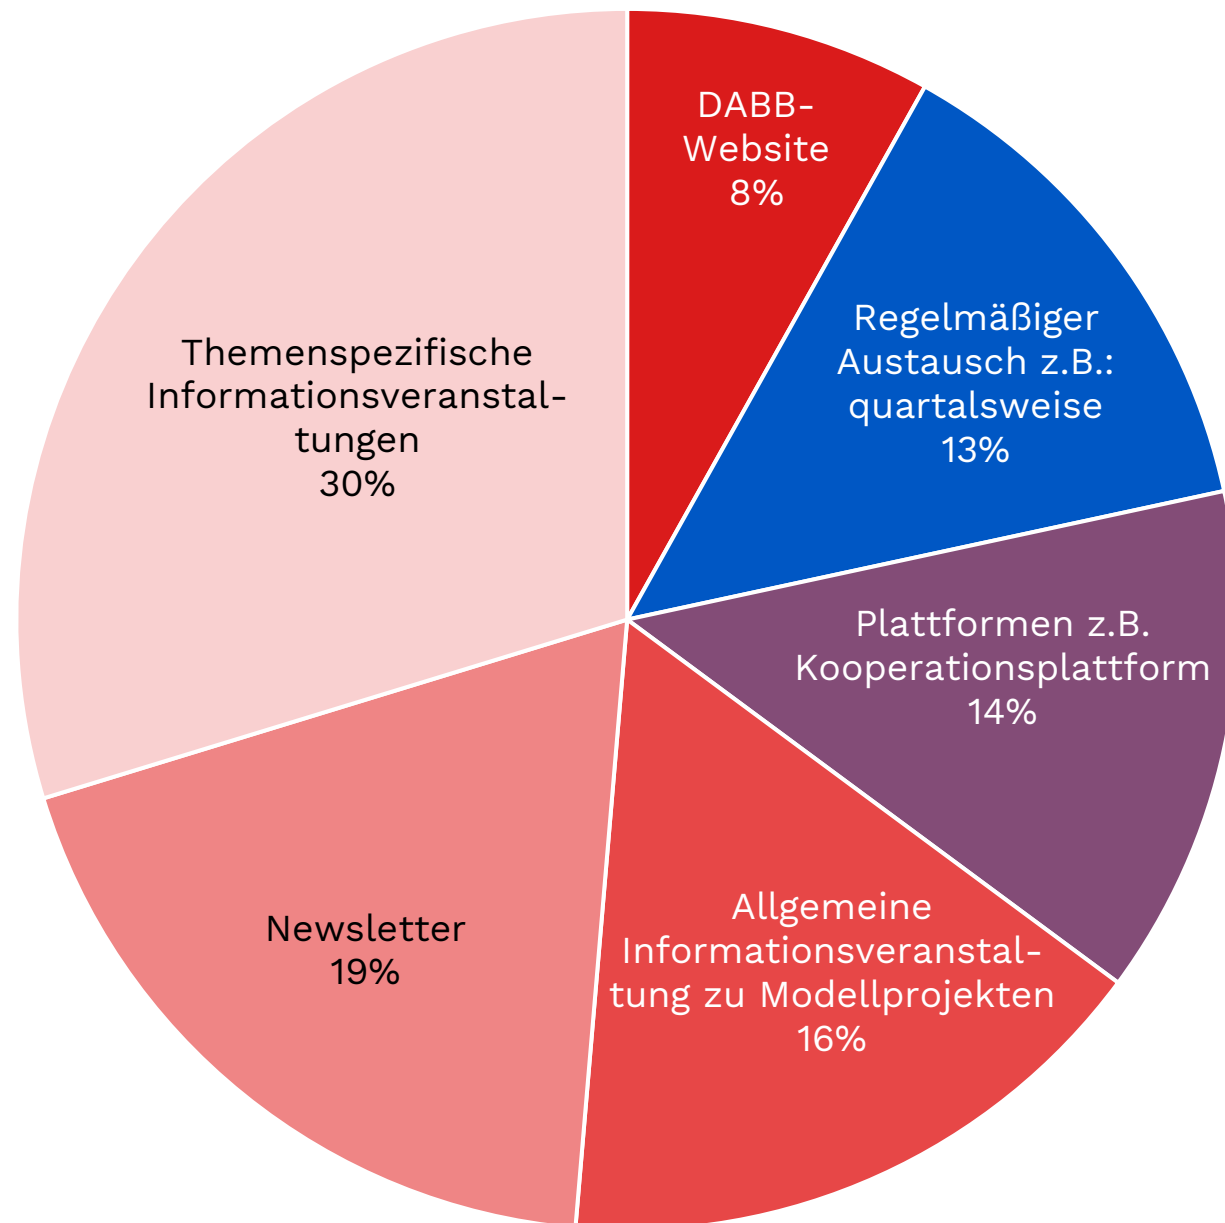 DABB-
Website
8%
Regelmäßiger
Austausch z.B.:
quartalsweise
13%
Plattformen z.B.
Kooperationsplattform
14%
Allgemeine
Informationsveranstal-
tung zu Modellprojekten
16%
Newsletter
19%
Themenspezifische
Informationsveranstal-
tungen
30%